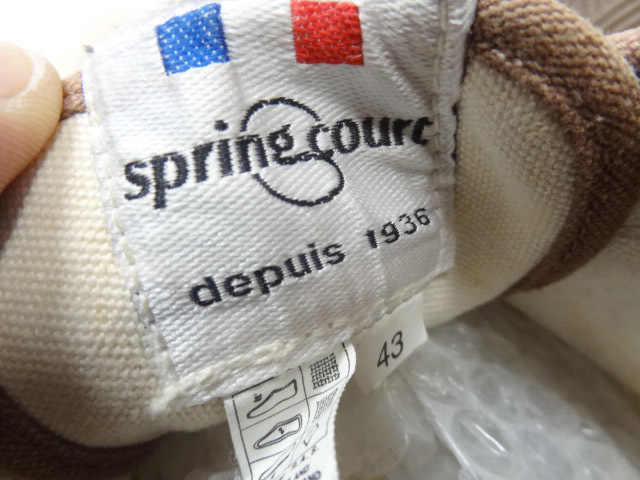 spring court
depuis 1936
43